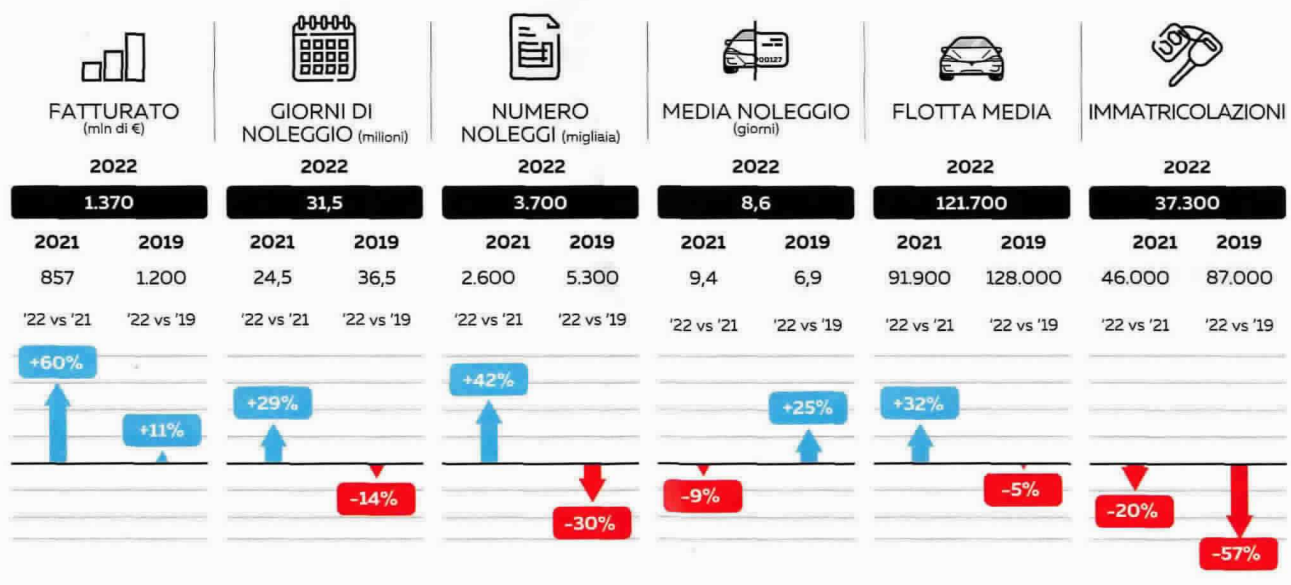 00127
FATTURATO
(mln di €)
2022
1.370
2021 2019
857 1.200
'22 vs '21 '22 vs '19
+60%
+11%
GIORNI DI
NOLEGGIO (milioni)
2022
31,5
2021 2019
24,5 36,5
'22 vs '21 '22 vs '19
+29%
-14%
NUMERO
NOLEGGI (migliaia)
2022
3.700
2021 2019
2.600 5.300
'22 vs '21 '22 vs '19
+42%
-30%
MEDIA NOLEGGIO
(giorni)
2022
8,6
2021 2019
9,4 6,9
'22 vs '21 '22 vs '19
-9%
+25%
FLOTTA MEDIA
2022
121.700
2021 2019
91.900 128.000
'22 vs '21 '22 vs '19
+32%
-5%
IMMATRICOLAZIONI
2022
37.300
2021 2019
46.000 87.000
'22 vs '21 '22 vs '19
-20%
-57%